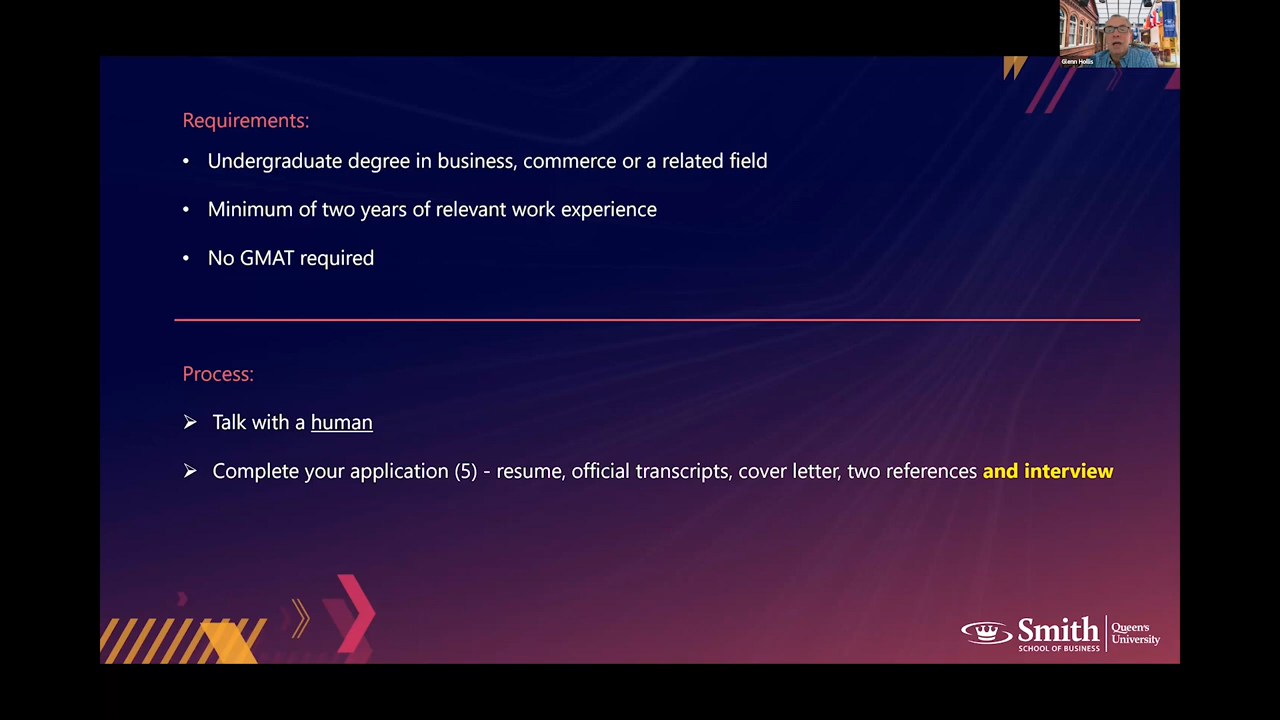 Glenn Hollis
Requirements:
• Undergraduate degree in business, commerce or a related field
• Minimum of two years of relevant work experience
• No GMAT required
Process:
➢ Talk with a human
➢ Complete your application (5) - resume, official transcripts, cover letter, two references and interview
Smith
SCHOOL OF BUSINESS
Queen's
University